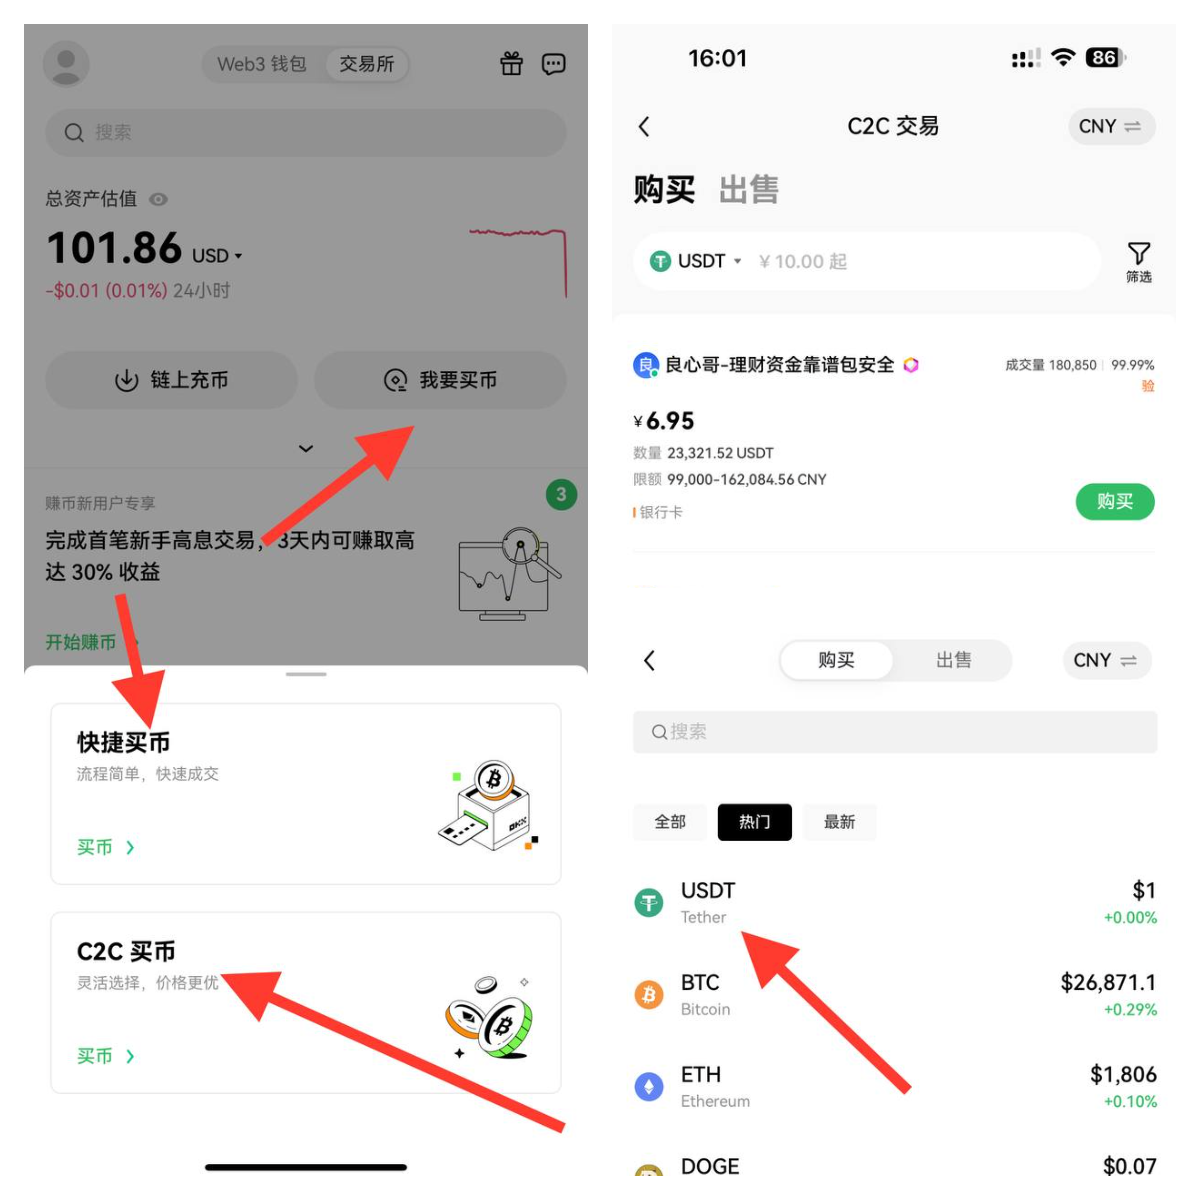 Web3 钱包 交易所
搜索
总资产估值
101.86 USD
-$0.01 (0.01%) 24小时
链上充币 我要买币
赚币新用户专享
3
完成首笔新手高息交易，3天内可赚取高
达 30% 收益
开始赚币
快捷买币
流程简单，快速成交
买币
OKX
C2C 买币
灵活选择，价格更优
买币
16:01
86
C2C 交易
CNY
购买 出售
USDT ¥ 10.00 起
筛选
良 良心哥-理财资金靠谱包安全
成交量 180,850 99.99%
验
¥ 6.95
数量 23,321.52 USDT
限额 99,000-162,084.56 CNY
银行卡
购买
购买 出售 CNY
搜索
全部 热门 最新
USDT $1
Tether +0.00%
BTC $26,871.1
Bitcoin +0.29%
ETH $1,806
Ethereum +0.10%
DOGE $0.07